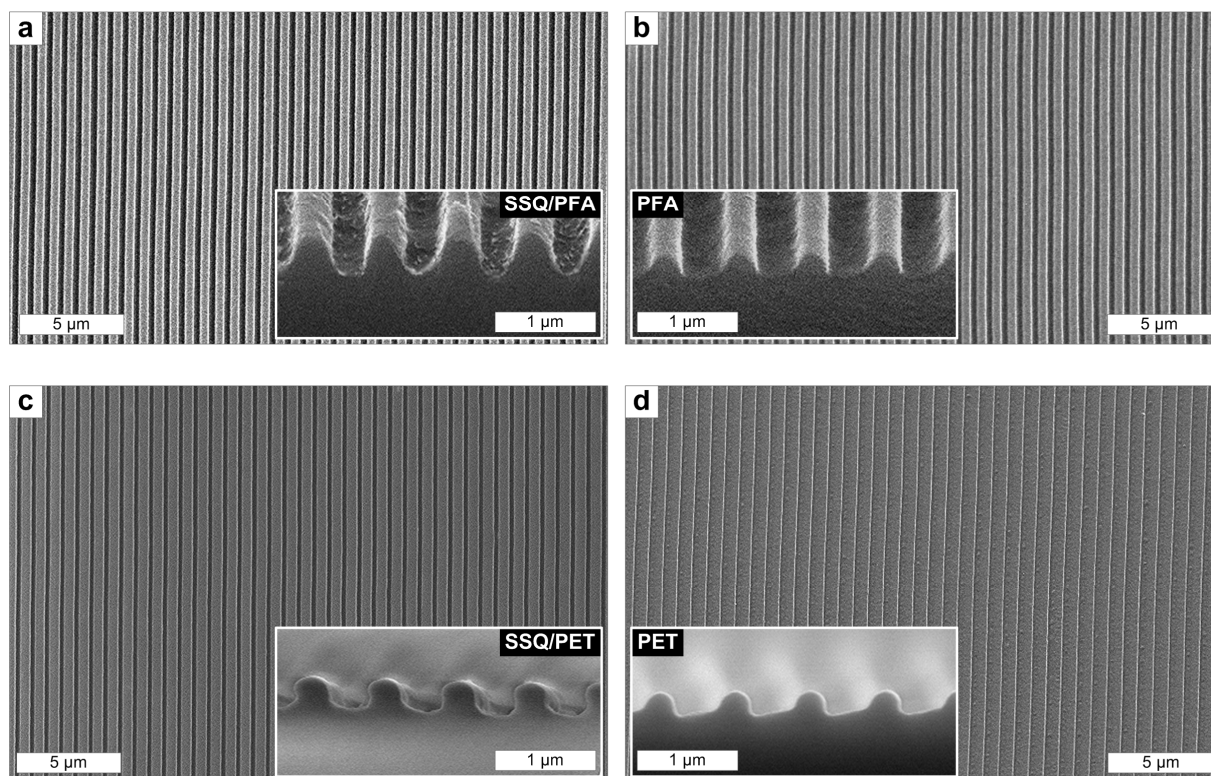 a
SSQ/PFA
5 µm
1 µm
b
PFA
1 µm
5 µm
c
SSQ/PET
5 µm
1 µm
d
PET
1 µm
5 µm